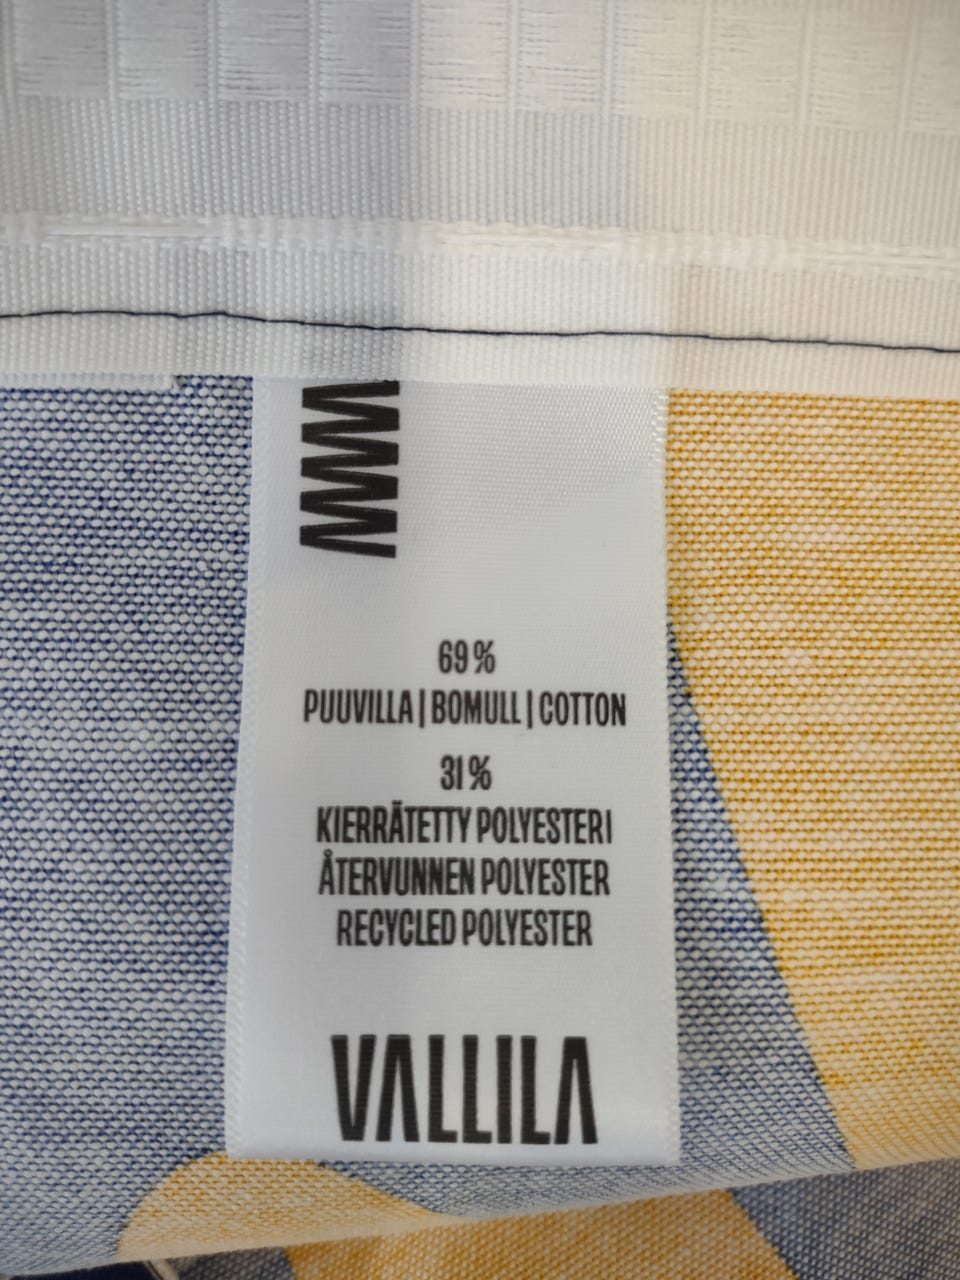 69%
PUUVILLA|BOMULL|COTTON
31%
KIERRÄTETTY POLYESTERI
ÅTERVUNNEN POLYESTER
RECYCLED POLYESTER
VALLILA